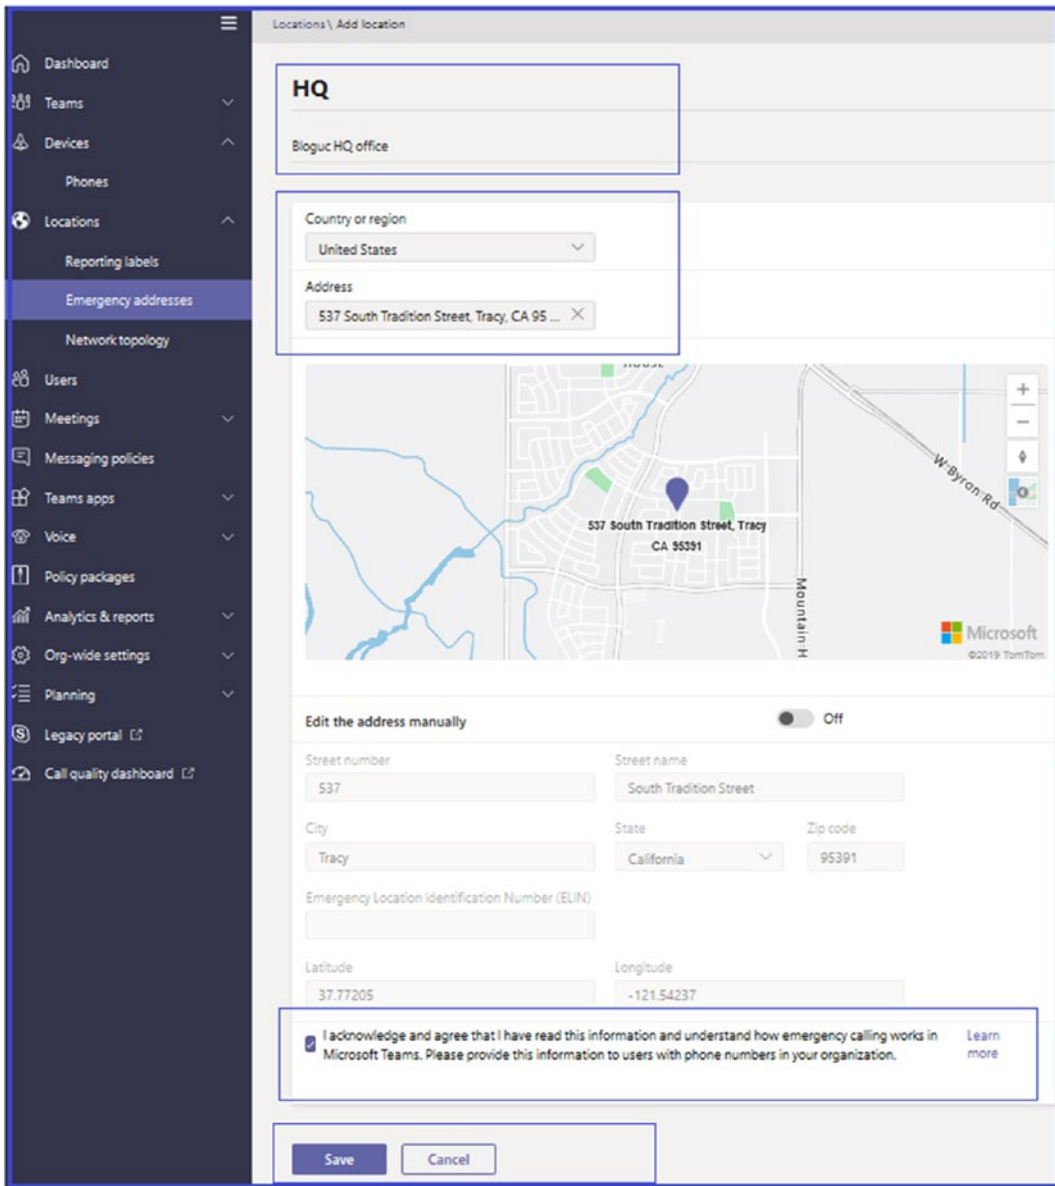 Locations \ Add location
Dashboard
Teams
Devices
Phones
Locations
Reporting labels
Emergency addresses
Network topology
Users
Meetings
Messaging policies
Teams apps
Voice
Policy packages
Analytics & reports
Org-wide settings
Planning
Legacy portal
Call quality dashboard
HQ
Bloguc HQ office
Country or region
United States
Address
537 South Tradition Street, Tracy, CA 95 ...
W Byron Rd
537 South Tradition Street, Tracy
CA 95391
Mountain H
Microsoft
©2019 TomTom
Edit the address manually
Off
Street number
Street name
537
South Tradition Street
City
State
Zip code
Tracy
California
95391
Emergency Location Identification Number (ELIN)
Latitude
Longitude
37.77205
-121.54237
I acknowledge and agree that I have read this information and understand how emergency calling works in
Microsoft Teams. Please provide this information to users with phone numbers in your organization.
Learn
more
Save
Cancel